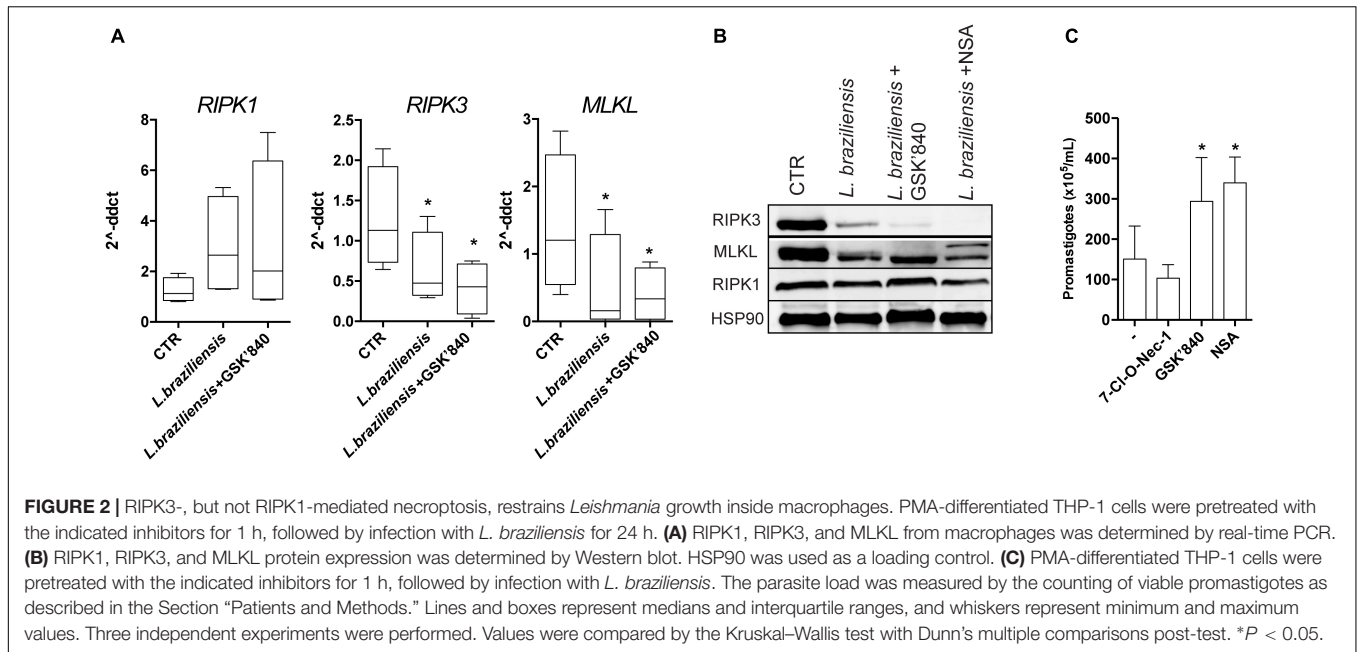 A
B
C
RIPK1
RIPK3
MLKL
2^-ddct
8
6
4
2
0
CTR
L.braziliensis
L.braziliensis+GSK'840
2^-ddct
2.5
2.0
1.5
1.0
0.5
0.0
*
*
CTR
L.braziliensis
L.braziliensis+GSK'840
2^-ddct
3
2
1
0
*
*
CTR
L.braziliensis
L.braziliensis+GSK'840
CTR
L. braziliensis
L. braziliensis +
GSK'840
L. braziliensis +NSA
RIPK3
MLKL
RIPK1
HSP90
Promastigotes (x10⁵/mL)
500
400
300
200
100
0
*
*
-
7-Cl-O-Nec-1
GSK'840
NSA
FIGURE 2 | RIPK3-, but not RIPK1-mediated necroptosis, restrains Leishmania growth inside macrophages. PMA-differentiated THP-1 cells were pretreated with
the indicated inhibitors for 1 h, followed by infection with L. braziliensis for 24 h. (A) RIPK1, RIPK3, and MLKL from macrophages was determined by real-time PCR.
(B) RIPK1, RIPK3, and MLKL protein expression was determined by Western blot. HSP90 was used as a loading control. (C) PMA-differentiated THP-1 cells were
pretreated with the indicated inhibitors for 1 h, followed by infection with L. braziliensis. The parasite load was measured by the counting of viable promastigotes as
described in the Section “Patients and Methods.” Lines and boxes represent medians and interquartile ranges, and whiskers represent minimum and maximum
values. Three independent experiments were performed. Values were compared by the Kruskal–Wallis test with Dunn’s multiple comparisons post-test. *P < 0.05.